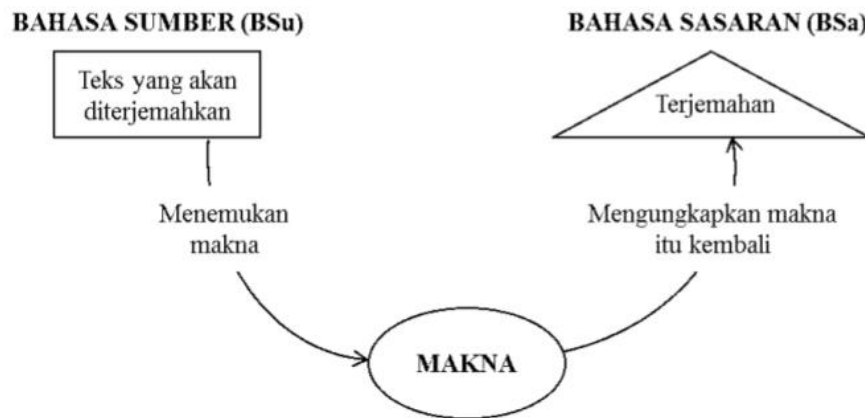 BAHASA SUMBER (BSu)
BAHASA SASARAN (BSa)
Teks yang akan
diterjemahkan
Terjemahan
Menemukan
makna
Mengungkapkan makna
itu kembali
MAKNA